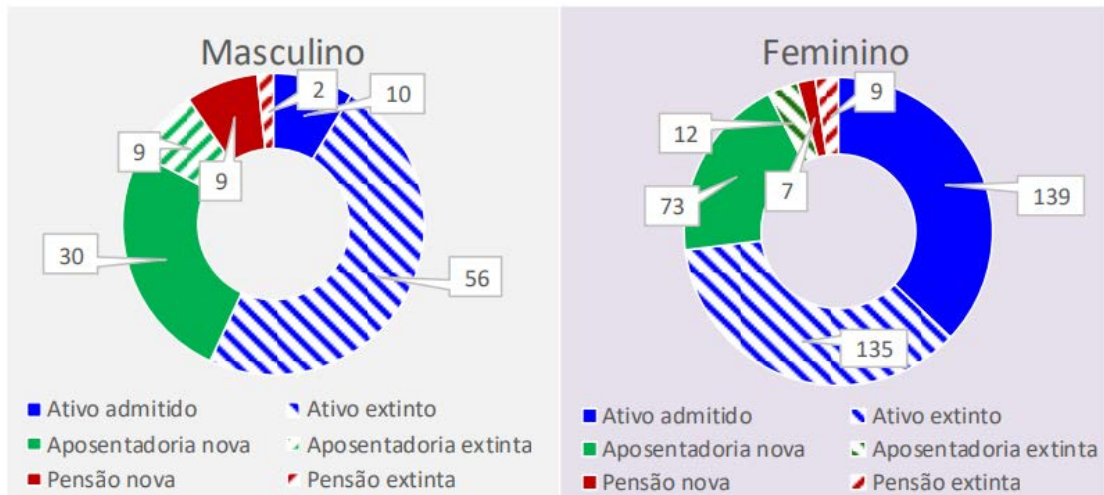 Masculino
2
10
9
9
30
56
Ativo admitido
Ativo extinto
Aposentadoria nova
Aposentadoria extinta
Pensão nova
Pensão extinta
Feminino
9
12
7
73
139
135
Ativo admitido
Ativo extinto
Aposentadoria nova
Aposentadoria extinta
Pensão nova
Pensão extinta